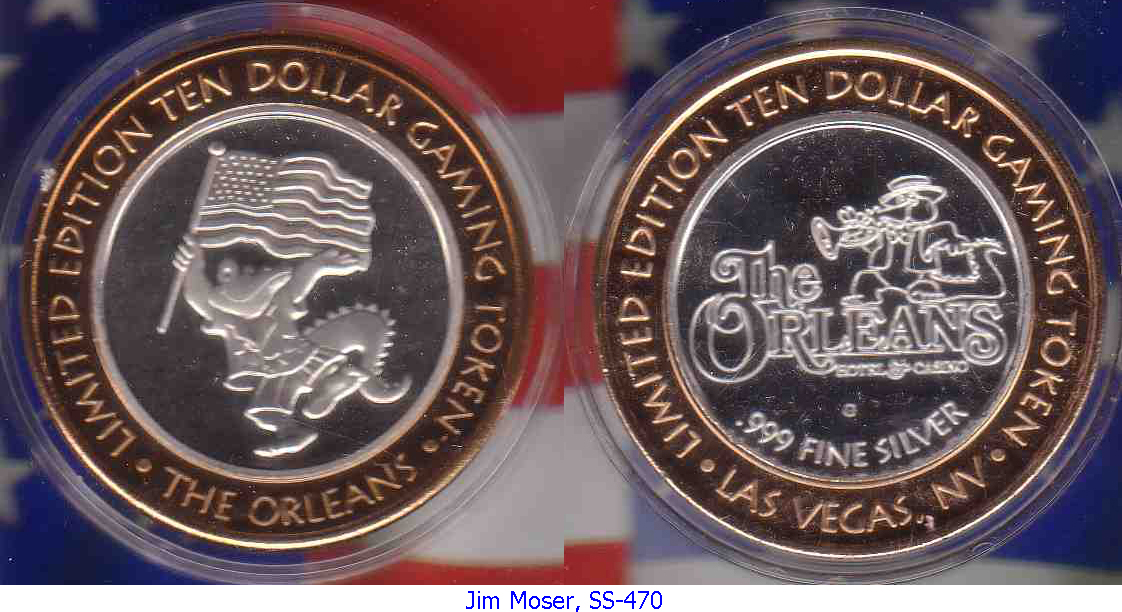 LIMITED EDITION TEN DOLLAR GAMING TOKEN
THE ORLEANS
LIMITED EDITION TEN DOLLAR GAMING TOKEN
The
ORLEANS
HOTEL & CASINO
G
.999 FINE SILVER
LAS VEGAS, NV
Jim Moser, SS-470